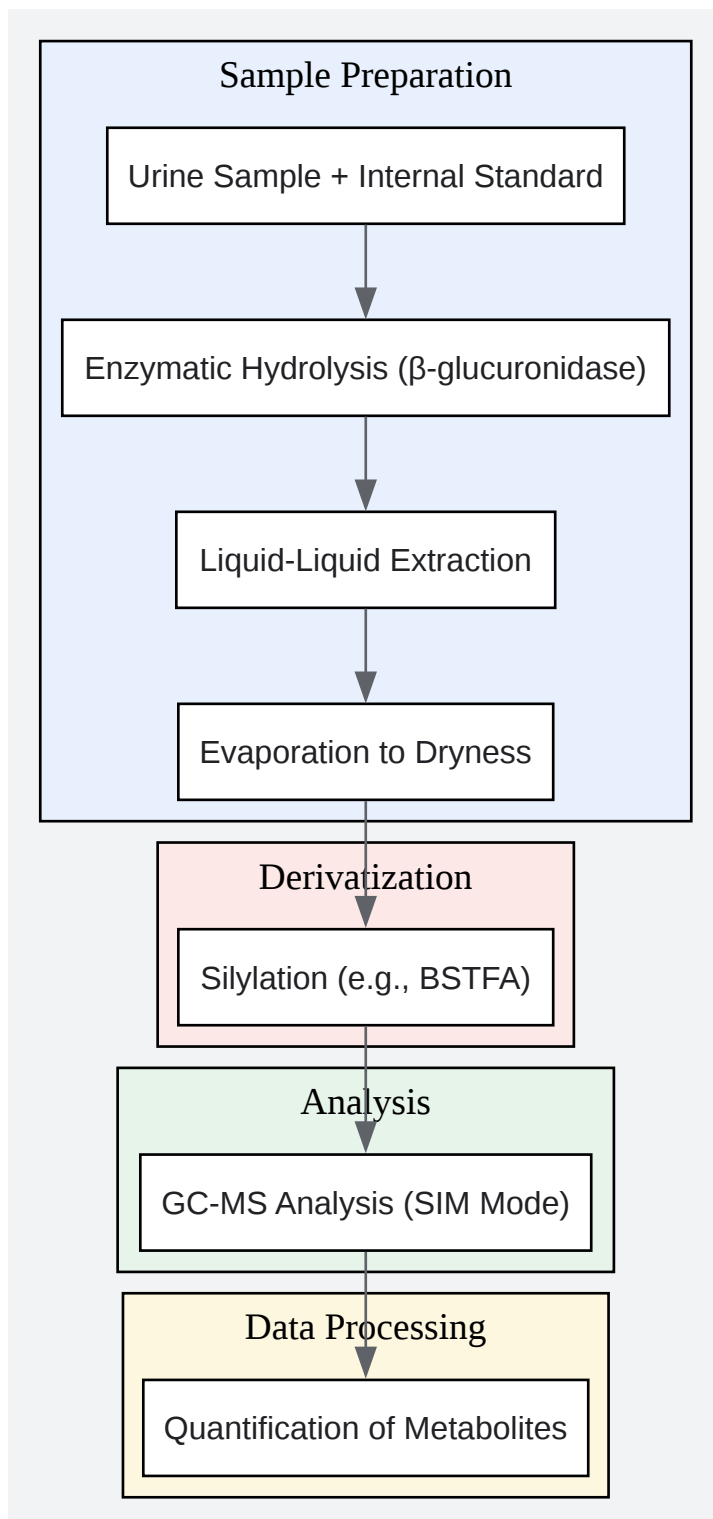 Sample Preparation
Urine Sample + Internal Standard
Enzymatic Hydrolysis (β-glucuronidase)
Liquid-Liquid Extraction
Evaporation to Dryness
Derivatization
Silylation (e.g., BSTFA)
Analysis
GC-MS Analysis (SIM Mode)
Data Processing
Quantification of Metabolites